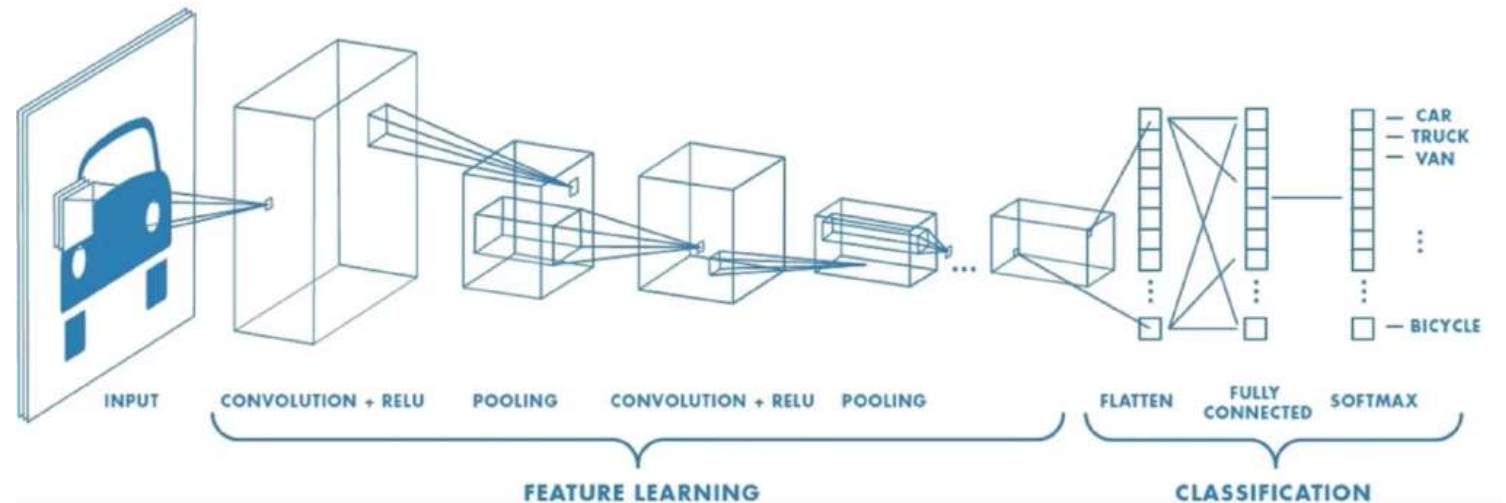 CAR
TRUCK
VAN
BICYCLE
INPUT
CONVOLUTION + RELU
POOLING
CONVOLUTION + RELU
POOLING
FLATTEN
FULLY
CONNECTED
SOFTMAX
FEATURE LEARNING
CLASSIFICATION